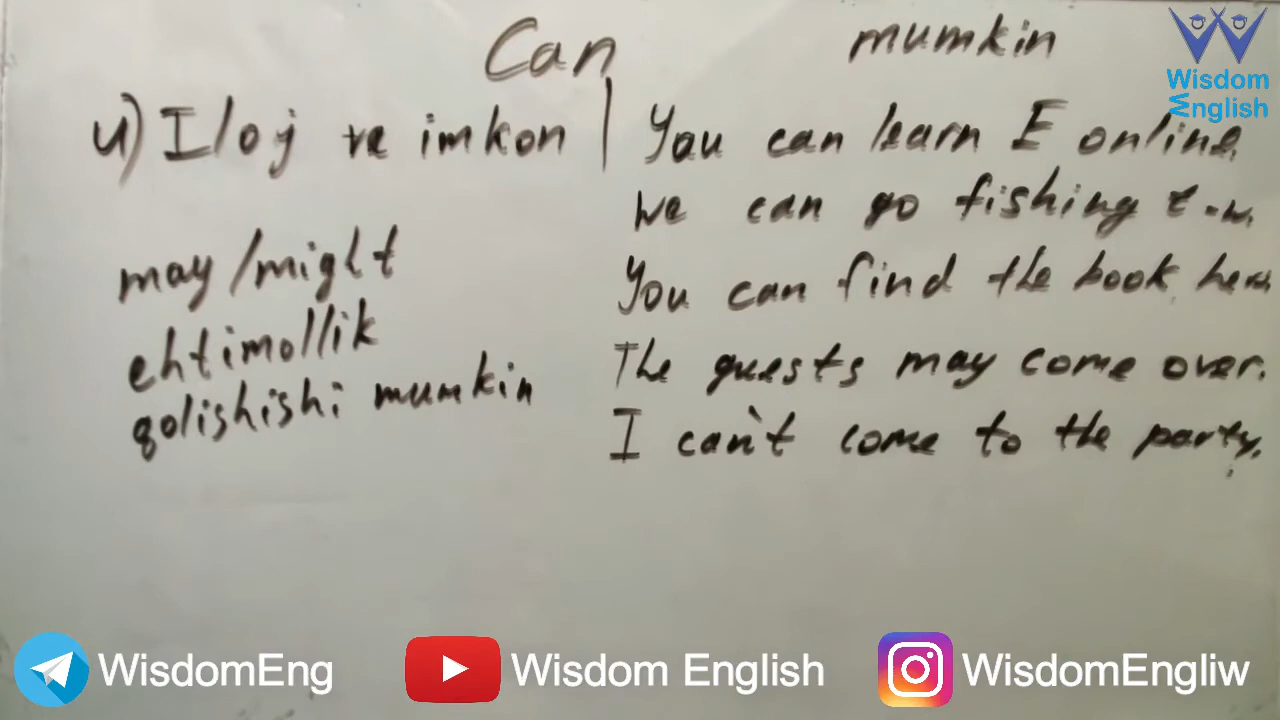 Can mumkin
Wisdom
English
4) Iloj va imkon | You can learn E online.
we can go fishing t.w.
may/might
You can find the book here
ehtimollik
The guests may come over.
qolishishi mumkin
I can't come to the party.
WisdomEng
Wisdom English
WisdomEngliw